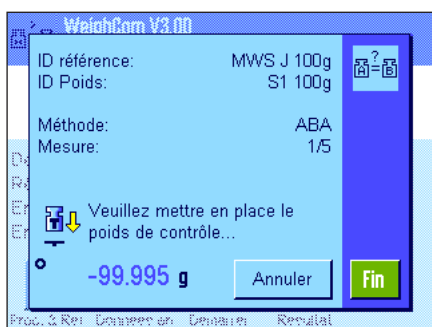 WeighCom V3.00
ID référence: MWS J 100g
ID Poids: S1 100g
A ? = B
Méthode: ABA
Mesure: 1/5
Veuillez mettre en place le
poids de contrôle...
-99.995 g Annuler Fin